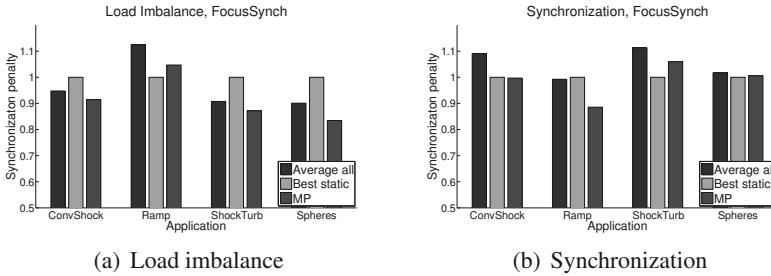 Load Imbalance, FocusSynch
Synchronizaton penalty
1.1
1
0.9
0.8
0.7
0.6
0.5
Average all
Best static
MP
ConvShock Ramp ShockTurb Spheres
Application
(a) Load imbalance
Synchronization, FocusSynch
Synchronizaton penalty
1.1
1
0.9
0.8
0.7
0.6
0.5
Average all
Best static
MP
ConvShock Ramp ShockTurb Spheres
Application
(b) Synchronization